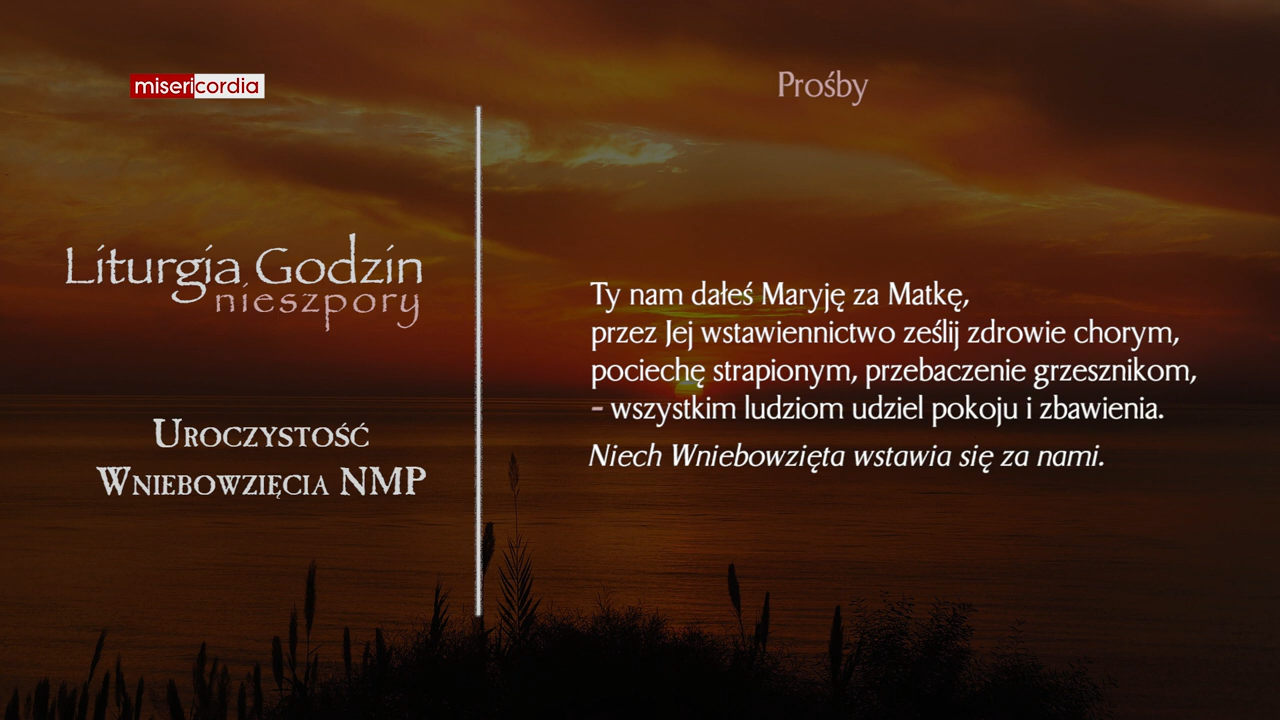 misericordia
Liturgia Godzin
nieszpory
Uroczystość
Wniebowzięcia NMP
Prośby
Ty nam dałeś Maryję za Matkę,
przez Jej wstawiennictwo ześlij zdrowie chorym,
pociechę strapionym, przebaczenie grzesznikom,
- wszystkim ludziom udziel pokoju i zbawienia.
Niech Wniebowzięta wstawia się za nami.